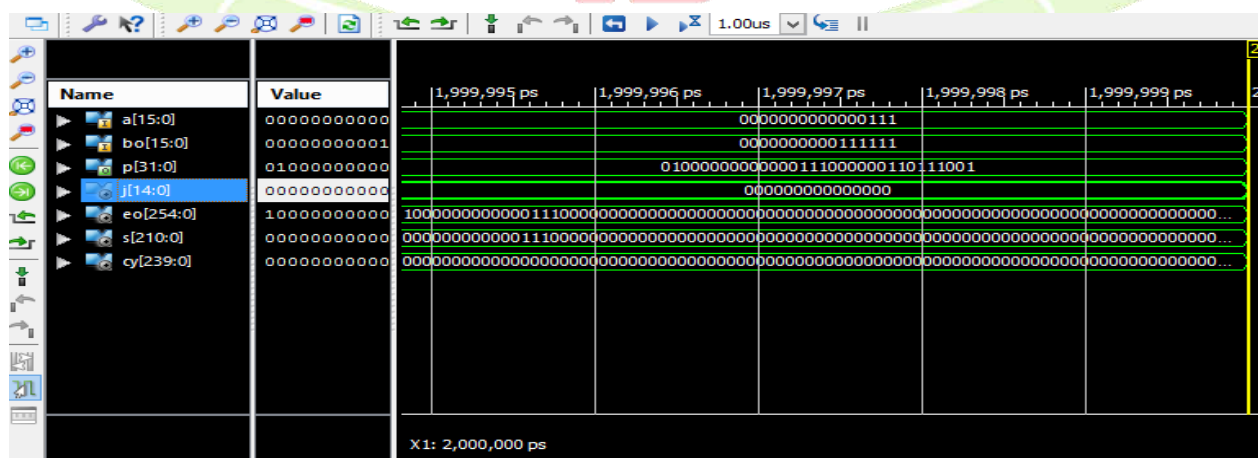 1.00us
2
Name Value 1,999,995 ps 1,999,996 ps 1,999,997 ps 1,999,998 ps 1,999,999 ps 2
a[15:0] 00000000000 0000000000000111
bo[15:0] 00000000001 0000000000111111
p[31:0] 01000000000 01000000000000111000000110111001
j[14:0] 00000000000 000000000000000
eo[254:0] 10000000000
s[210:0] 00000000000
cy[239:0] 00000000000
X1: 2,000,000 ps